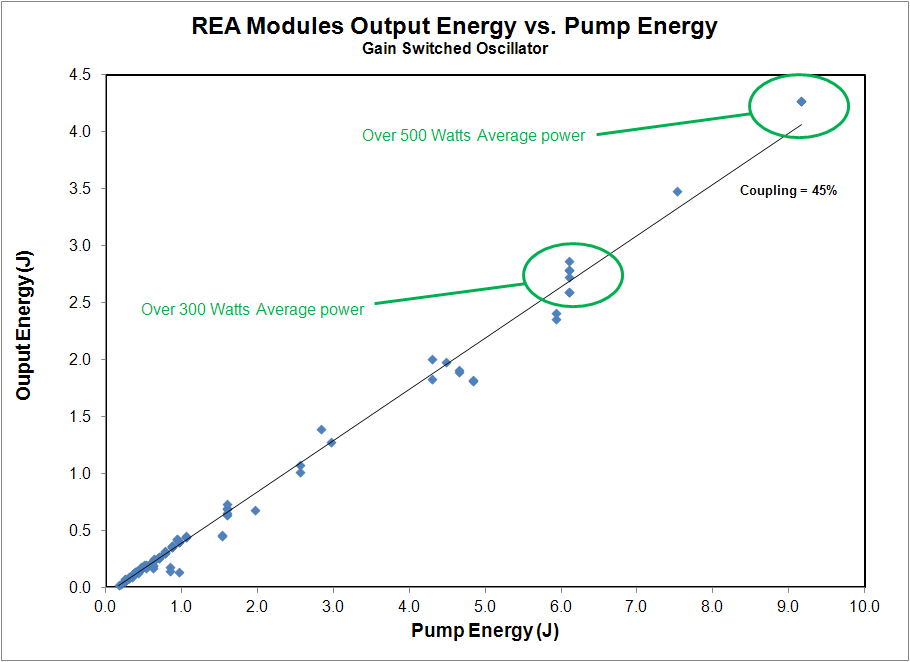 REA Modules Output Energy vs. Pump Energy
Gain Switched Oscillator
4.5
4.0
3.5
3.0
2.5
2.0
1.5
1.0
0.5
0.0
Ouput Energy (J)
Over 500 Watts Average power
Coupling = 45%
Over 300 Watts Average power
0.0 1.0 2.0 3.0 4.0 5.0 6.0 7.0 8.0 9.0 10.0
Pump Energy (J)